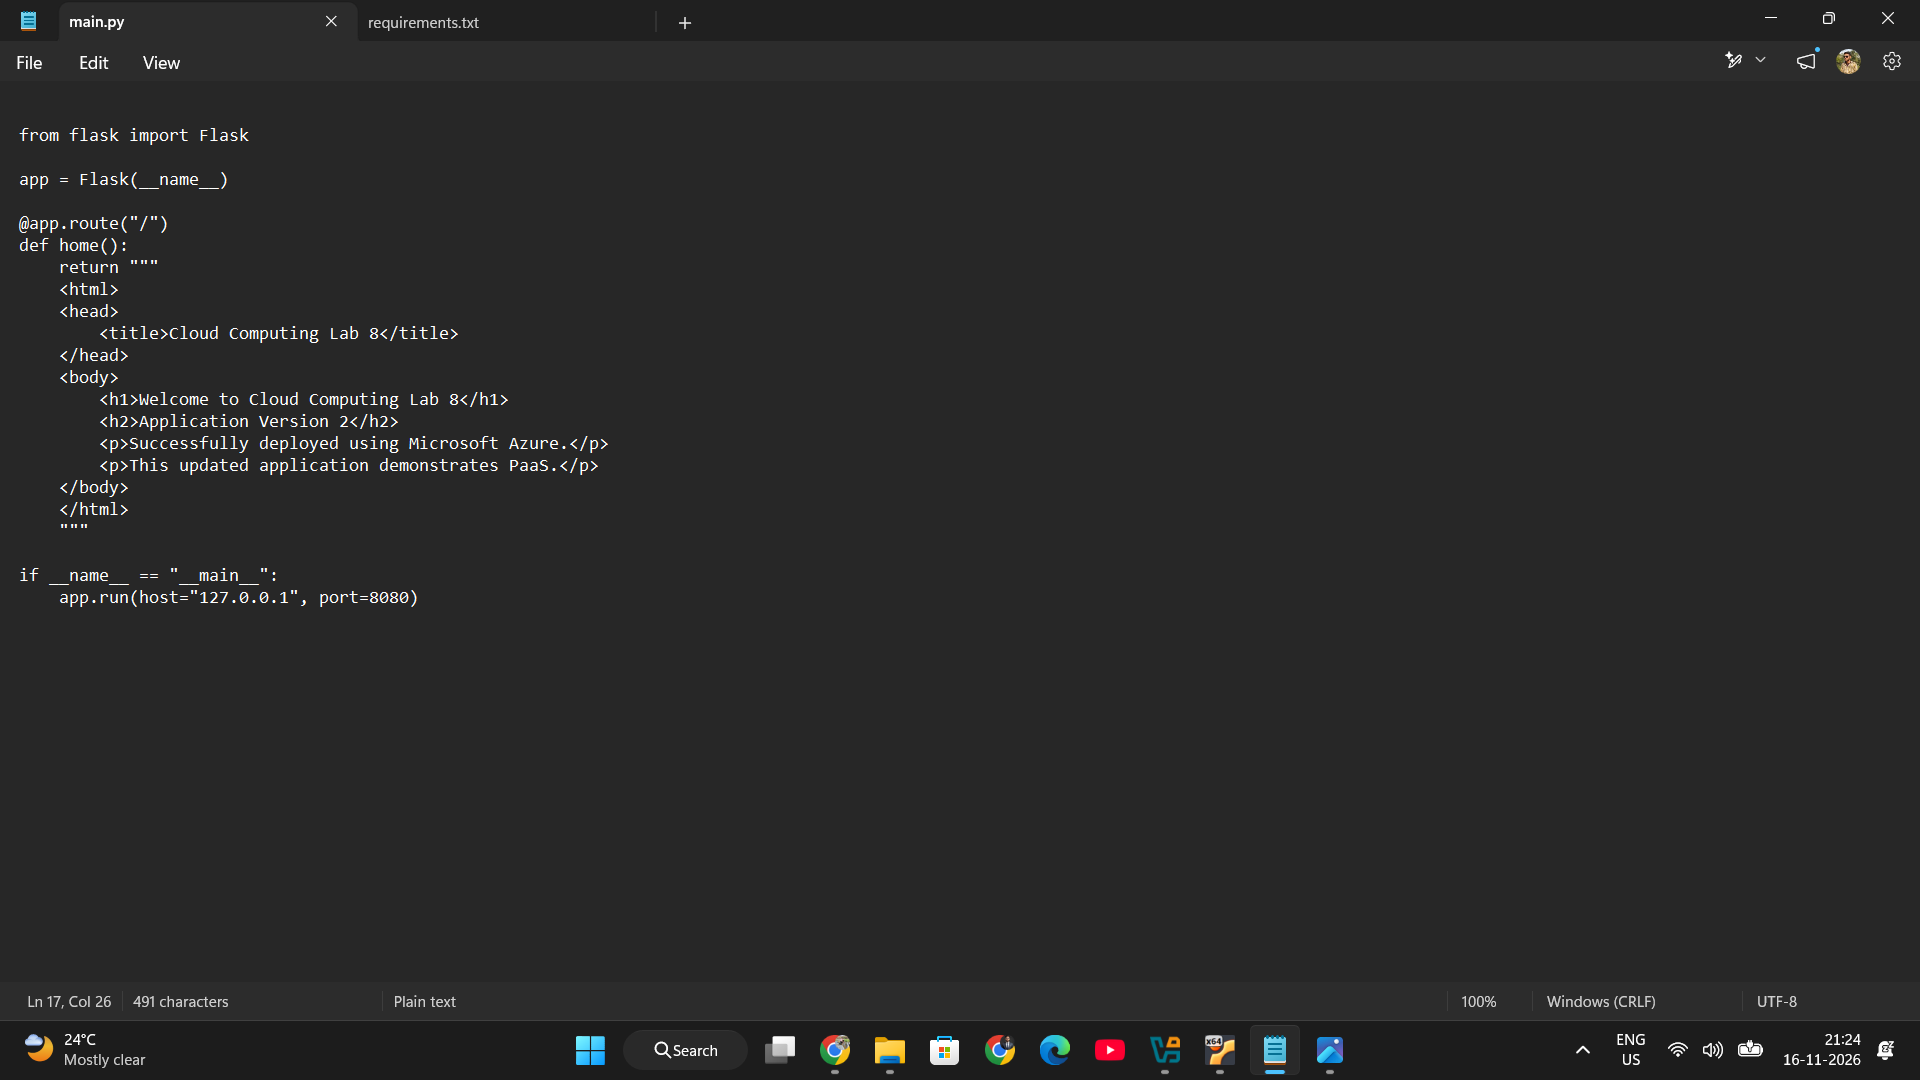 main.py
requirements.txt
File Edit View
from flask import Flask
app = Flask(__name__)
@app.route("/")
def home():
    return """
    <html>
    <head>
        <title>Cloud Computing Lab 8</title>
    </head>
    <body>
        <h1>Welcome to Cloud Computing Lab 8</h1>
        <h2>Application Version 2</h2>
        <p>Successfully deployed using Microsoft Azure.</p>
        <p>This updated application demonstrates PaaS.</p>
    </body>
    </html>
    """
if __name__ == "__main__":
    app.run(host="127.0.0.1", port=8080)
Ln 17, Col 26 491 characters Plain text 100% Windows (CRLF) UTF-8
24°C
Mostly clear
Search
x64
ENG
US
21:24
16-11-2026